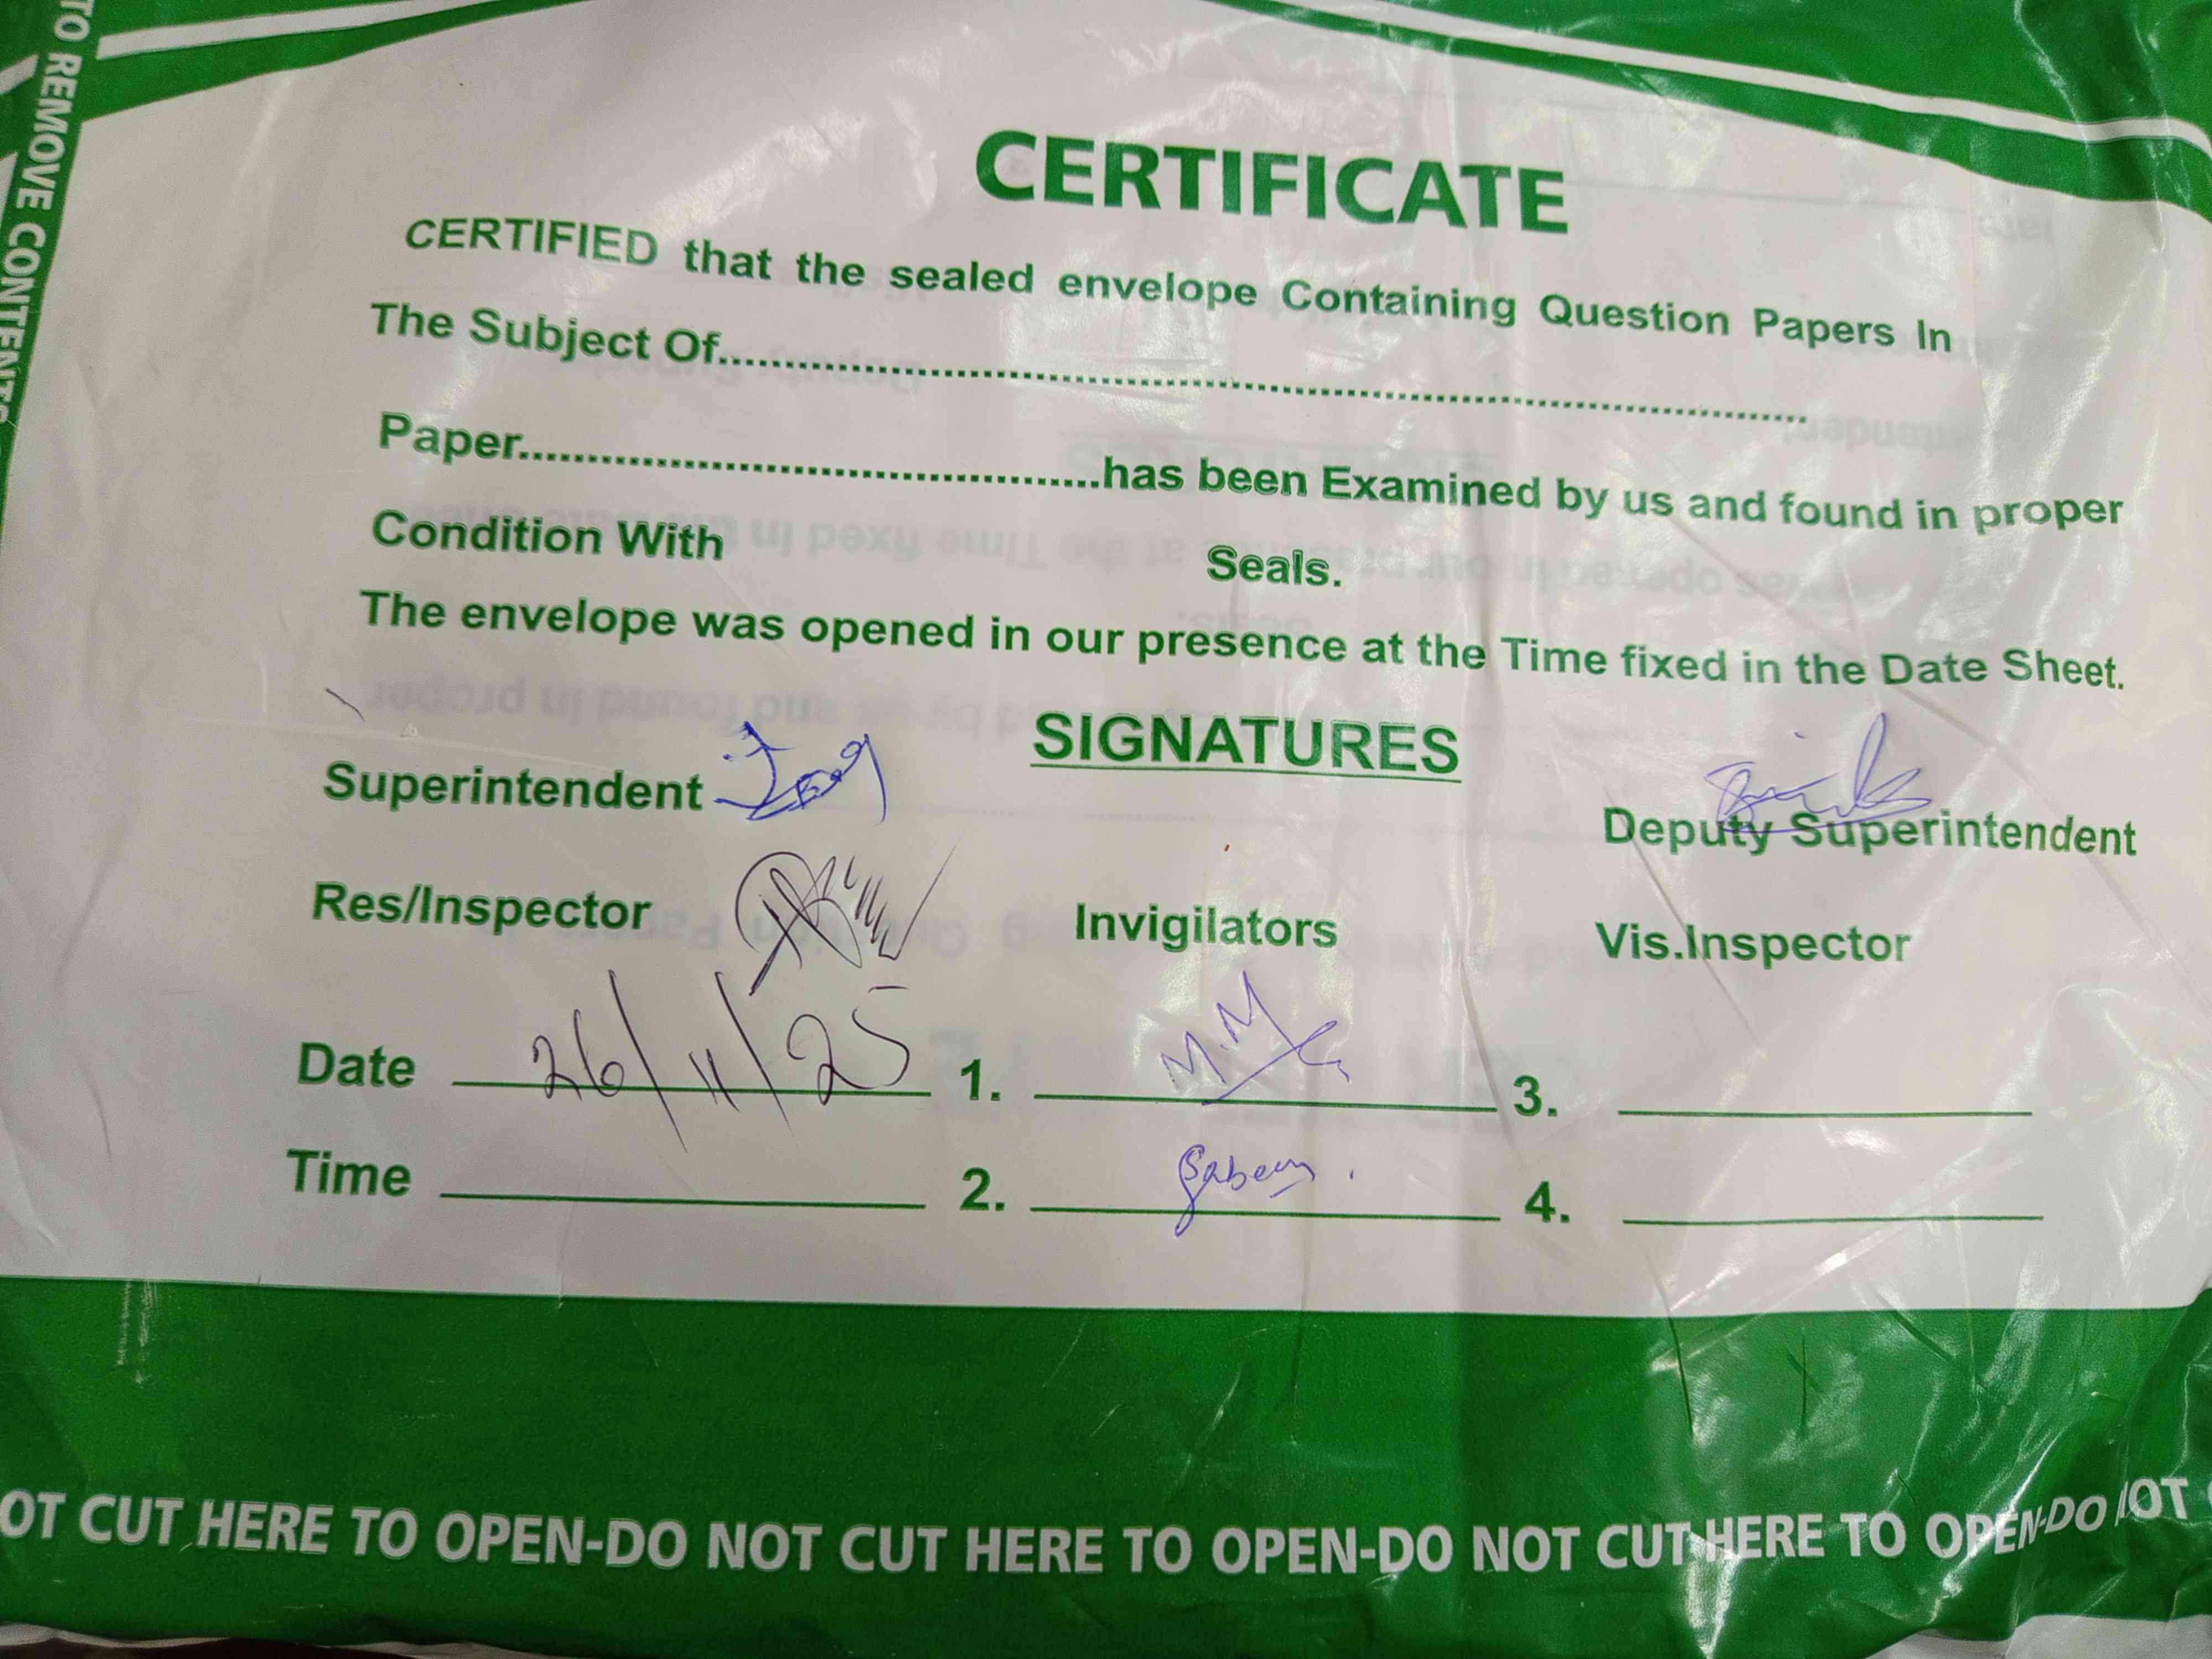 TO REMOVE CONTENTS
CERTIFICATE
CERTIFIED that the sealed envelope Containing Question Papers In
The Subject Of....................
Paper....................has been Examined by us and found in proper
Condition With Seals.
The envelope was opened in our presence at the Time fixed in the Date Sheet.
SIGNATURES
Superintendent
Deputy Superintendent
Res/Inspector Invigilators Vis.Inspector
Date 26/11/25 1. M.M 3.
Time 2. 4.
OT CUT HERE TO OPEN-DO NOT CUT HERE TO OPEN-DO NOT CUT HERE TO OPEN-DO NOT